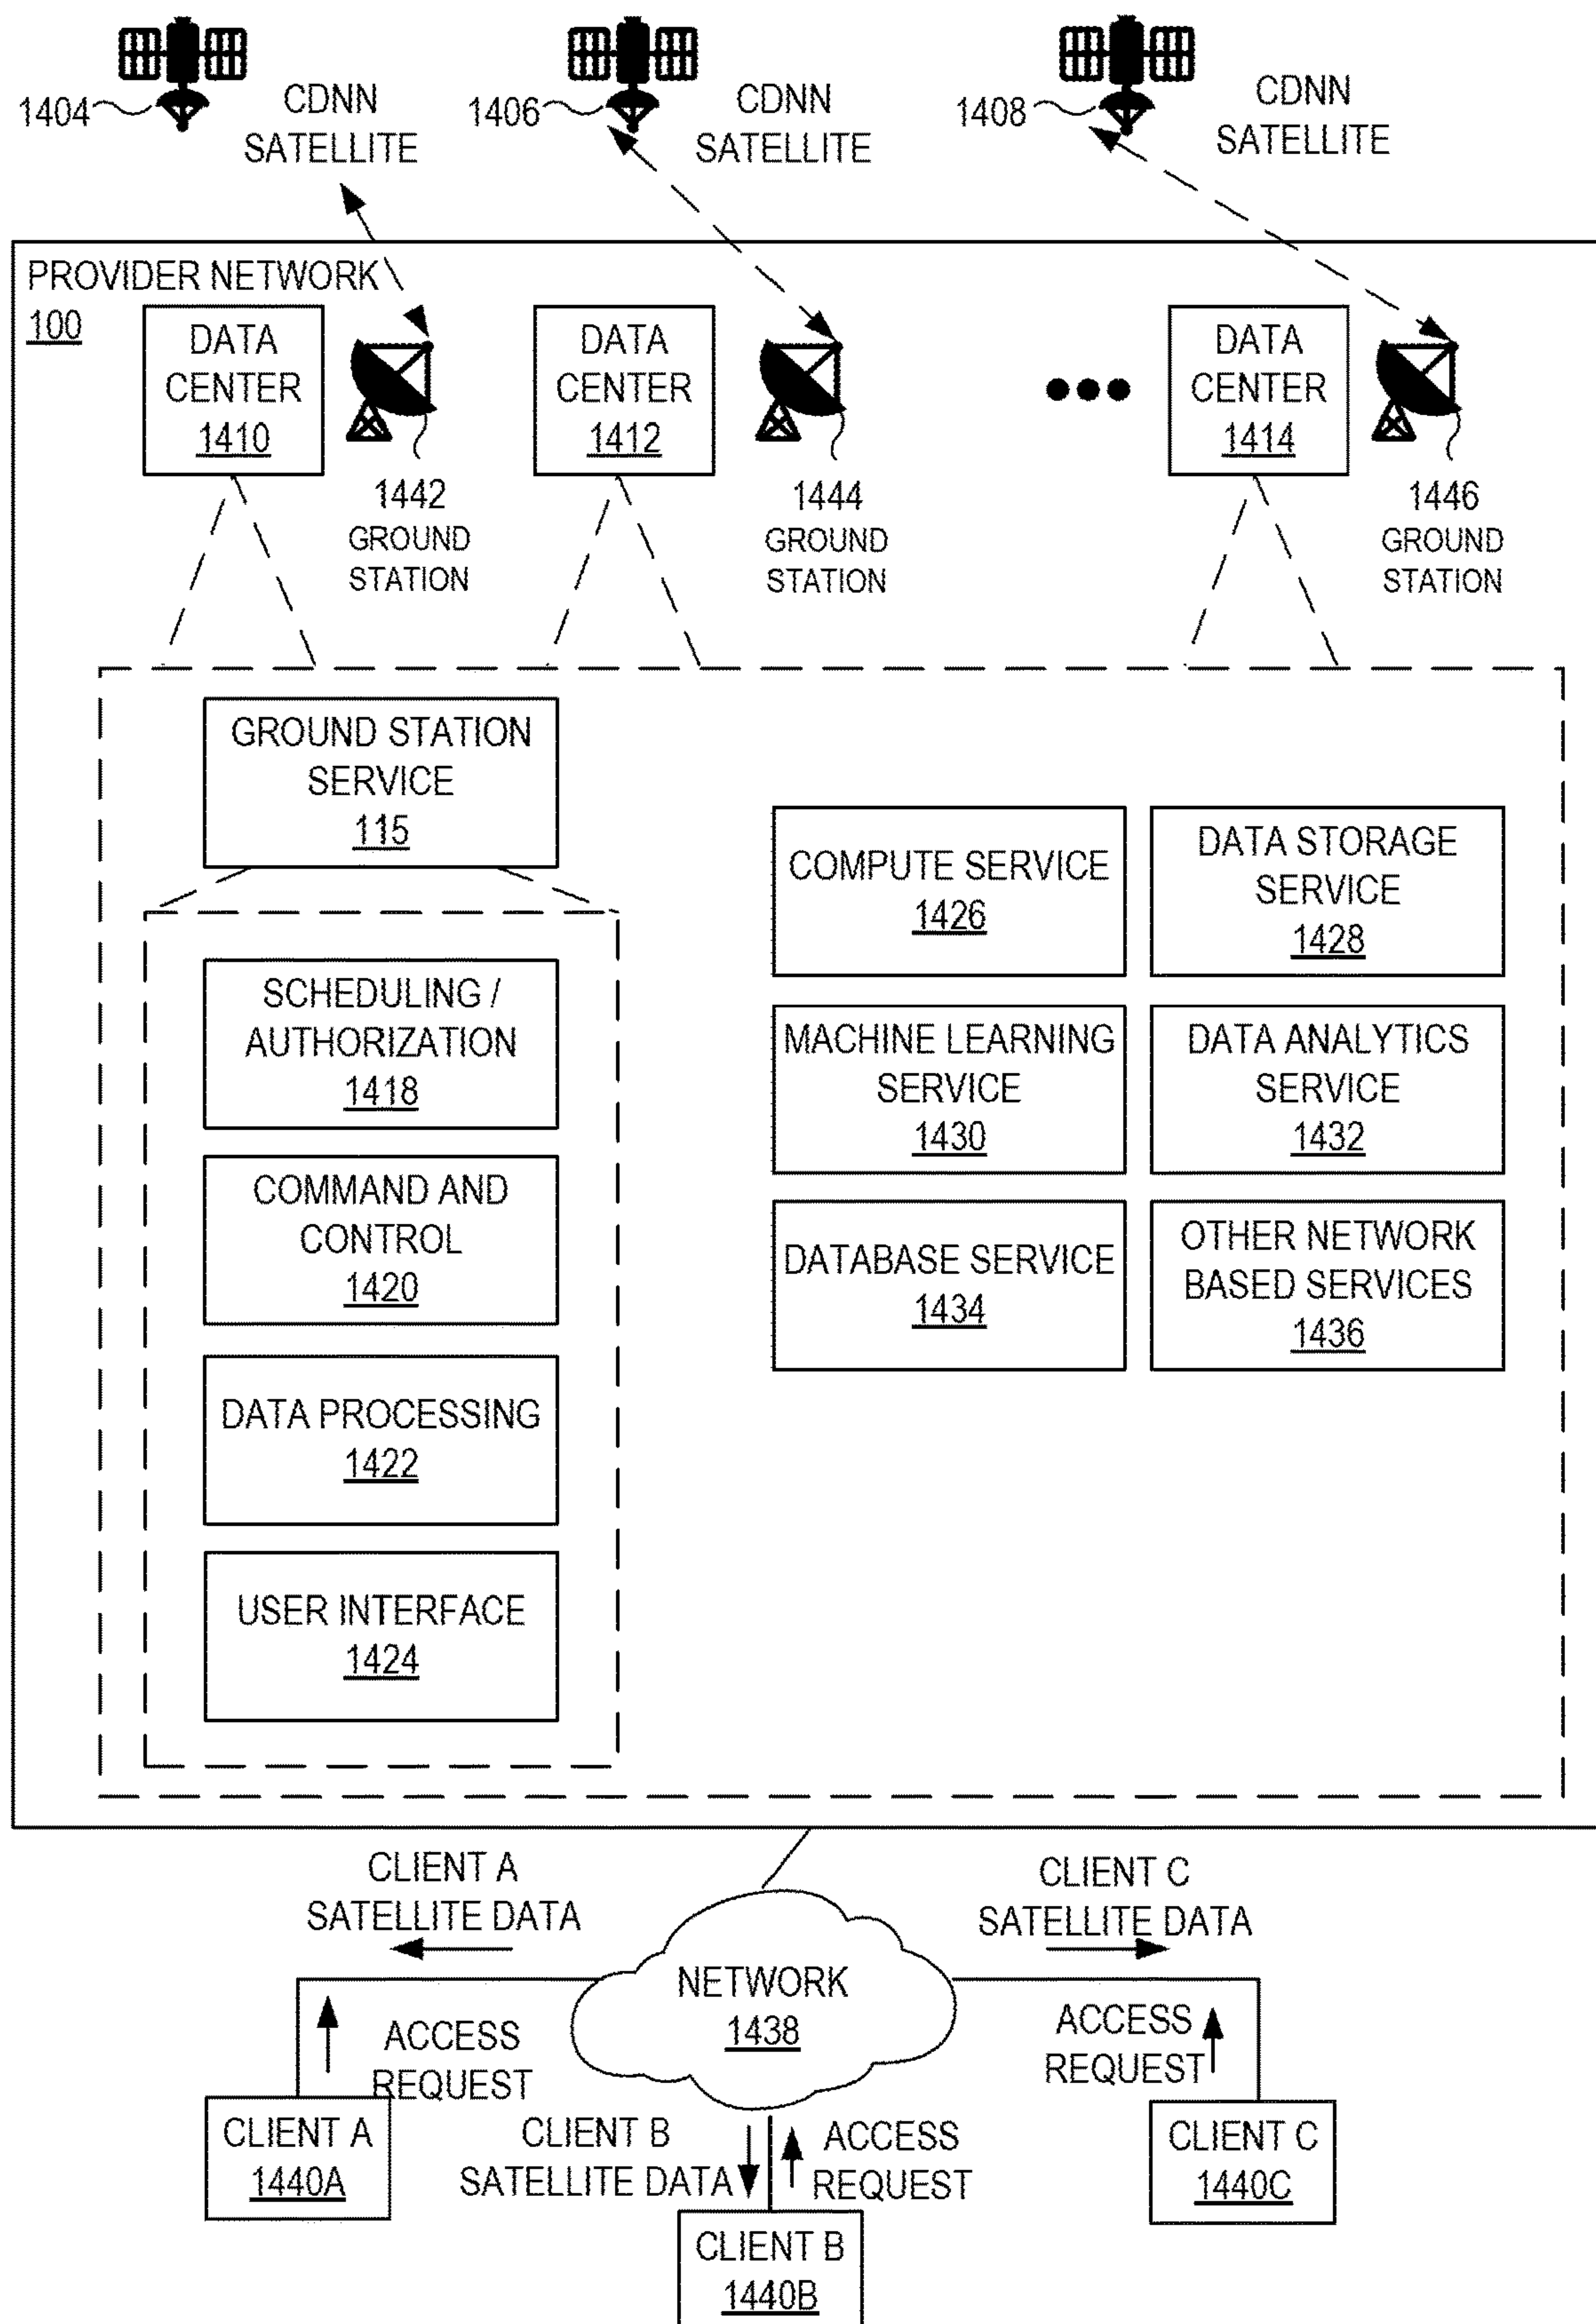 1404
CDNN
SATELLITE
1406
CDNN
SATELLITE
1408
CDNN
SATELLITE
PROVIDER NETWORK
100
DATA
CENTER
1410
1442
GROUND
STATION
DATA
CENTER
1412
1444
GROUND
STATION
DATA
CENTER
1414
1446
GROUND
STATION
GROUND STATION
SERVICE
115
SCHEDULING /
AUTHORIZATION
1418
COMMAND AND
CONTROL
1420
DATA PROCESSING
1422
USER INTERFACE
1424
COMPUTE SERVICE
1426
DATA STORAGE
SERVICE
1428
MACHINE LEARNING
SERVICE
1430
DATA ANALYTICS
SERVICE
1432
DATABASE SERVICE
1434
OTHER NETWORK
BASED SERVICES
1436
CLIENT A
SATELLITE DATA
CLIENT C
SATELLITE DATA
NETWORK
1438
ACCESS
REQUEST
ACCESS
REQUEST
CLIENT A
1440A
CLIENT B
SATELLITE DATA
ACCESS
REQUEST
CLIENT C
1440C
CLIENT B
1440B